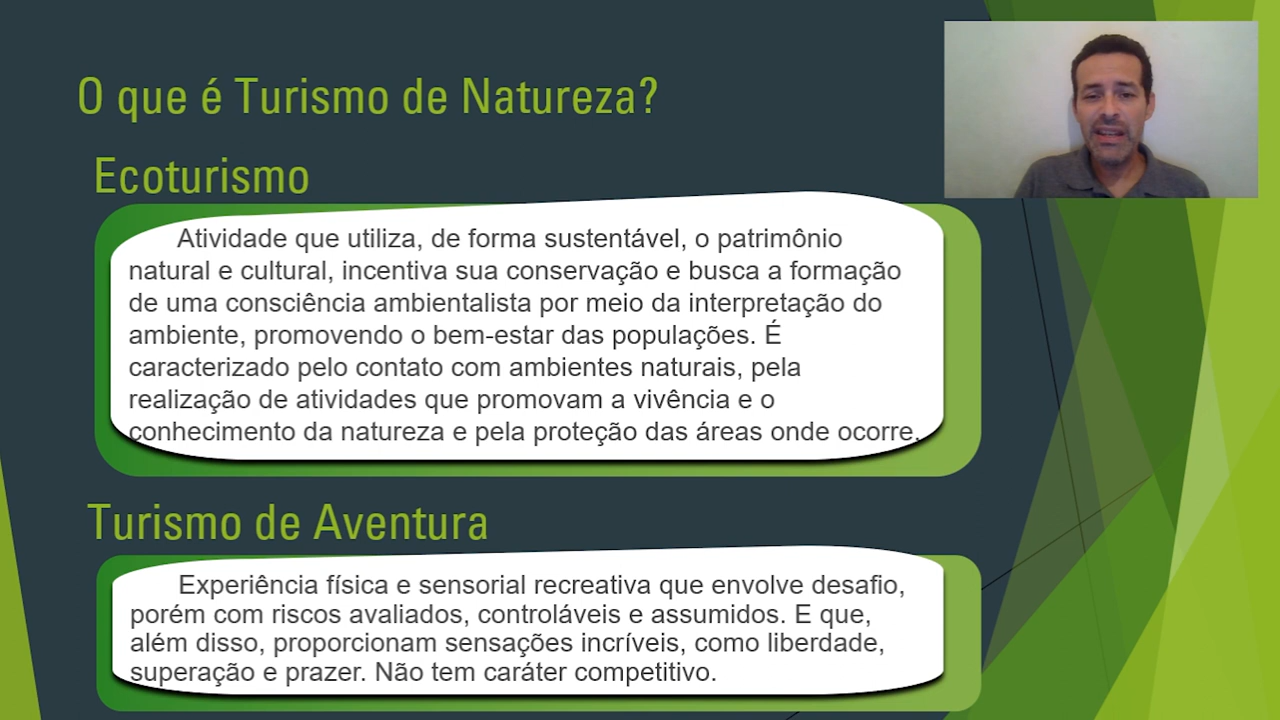 O que é Turismo de Natureza?
Ecoturismo
Atividade que utiliza, de forma sustentável, o patrimônio
natural e cultural, incentiva sua conservação e busca a formação
de uma consciência ambientalista por meio da interpretação do
ambiente, promovendo o bem-estar das populações. É
caracterizado pelo contato com ambientes naturais, pela
realização de atividades que promovam a vivência e o
conhecimento da natureza e pela proteção das áreas onde ocorre.
Turismo de Aventura
Experiência física e sensorial recreativa que envolve desafio,
porém com riscos avaliados, controláveis e assumidos. E que,
além disso, proporcionam sensações incríveis, como liberdade,
superação e prazer. Não tem caráter competitivo.